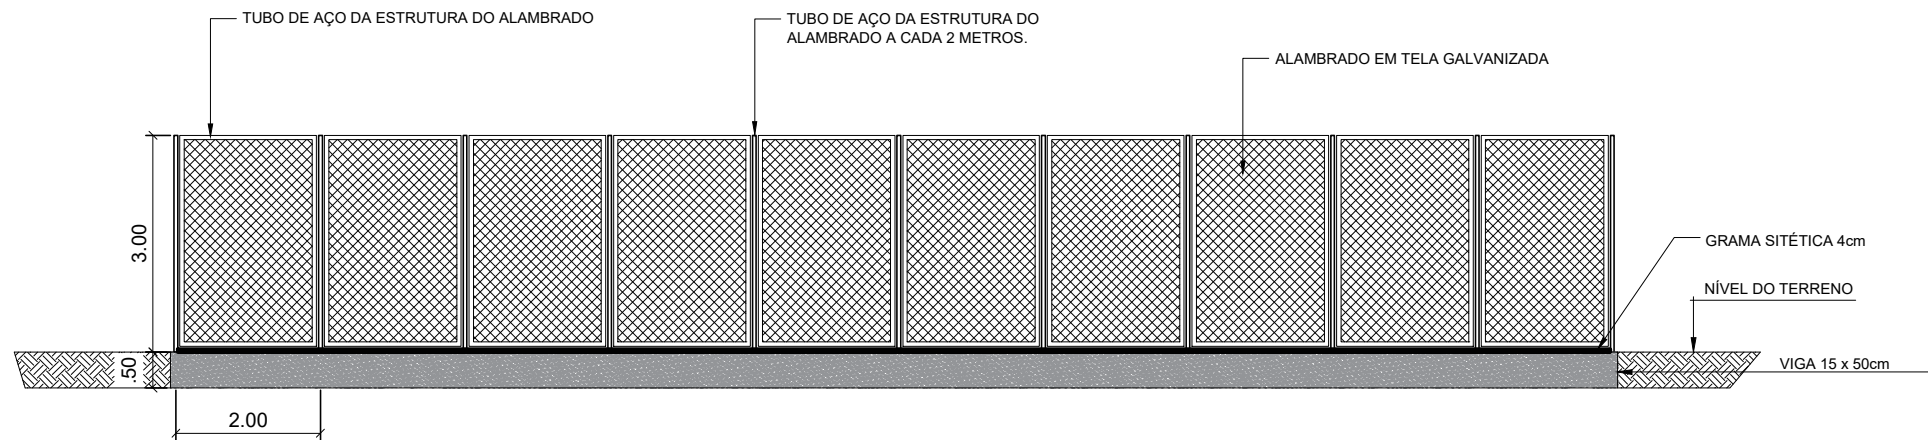 TUBO DE AÇO DA ESTRUTURA DO ALAMBRADO
TUBO DE AÇO DA ESTRUTURA DO
ALAMBRADO A CADA 2 METROS.
ALAMBRADO EM TELA GALVANIZADA
3.00
GRAMA SITÉTICA 4cm
NÍVEL DO TERRENO
.50
VIGA 15 x 50cm
2.00